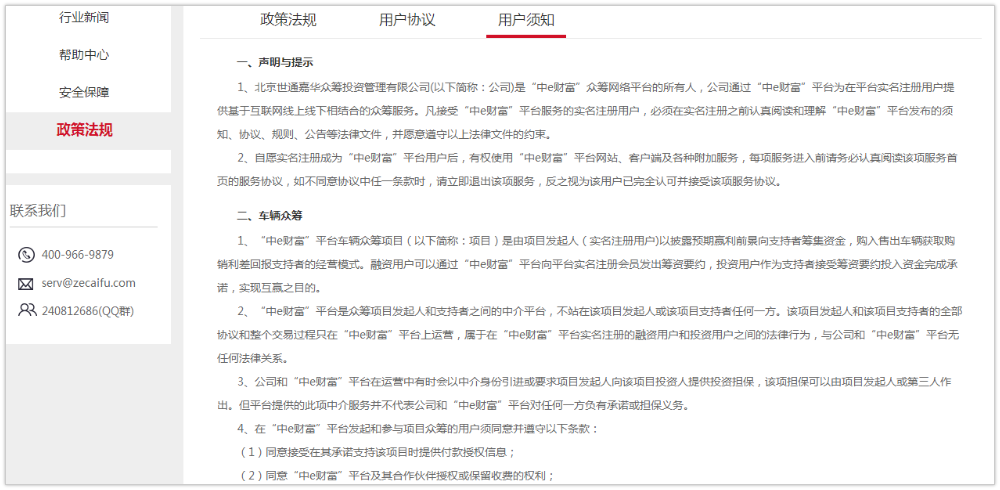 行业新闻
帮助中心
安全保障
政策法规
联系我们
400-966-9879
serv@zecaifu.com
240812686(QQ群)
政策法规 用户协议 用户须知
一、声明与提示
1、北京世通嘉华众筹投资管理有限公司(以下简称：公司)是“中e财富”众筹网络平台的所有人，公司通过“中e财富”平台为在平台实名注册用户提
供基于互联网线上线下相结合的众筹服务。凡接受“中e财富”平台服务的实名注册用户，必须在实名注册之前认真阅读和理解“中e财富”平台发布的须
知、协议、规则、公告等法律文件，并愿意遵守以上法律文件的约束。
2、自愿实名注册成为“中e财富”平台用户后，有权使用“中e财富”平台网站、客户端及各种附加服务，每项服务进入前请务必认真阅读该项服务首
页的服务协议，如不同意协议中任一条款时，请立即退出该项服务，反之视为该用户已完全认可并接受该项服务协议。
二、车辆众筹
1、“中e财富”平台车辆众筹项目（以下简称：项目）是由项目发起人（实名注册用户)以披露预期赢利前景向支持者筹集资金，购入售出车辆获取购
销利差回报支持者的经营模式。融资用户可以通过“中e财富”平台向平台实名注册会员发出筹资要约，投资用户作为支持者接受筹资要约投入资金完成承
诺，实现互赢之目的。
2、“中e财富”平台是众筹项目发起人和支持者之间的中介平台，不站在该项目发起人或该项目支持者任何一方。该项目发起人和该项目支持者的全部
协议和整个交易过程只在“中e财富”平台上运营，属于在“中e财富”平台实名注册的融资用户和投资用户之间的法律行为，与公司和“中e财富”平台无
任何法律关系。
3、公司和“中e财富”平台在运营中有时会以中介身份引进或要求项目发起人向该项目投资人提供投资担保，该项担保可以由项目发起人或第三人作
出。但平台提供的此项中介服务并不代表公司和“中e财富”平台对任何一方负有承诺或担保义务。
4、在“中e财富”平台发起和参与项目众筹的用户须同意并遵守以下条款：
（1）同意接受在其承诺支持该项目时提供付款授权信息；
（2）同意“中e财富”平台及其合作伙伴授权或保留收费的权利；